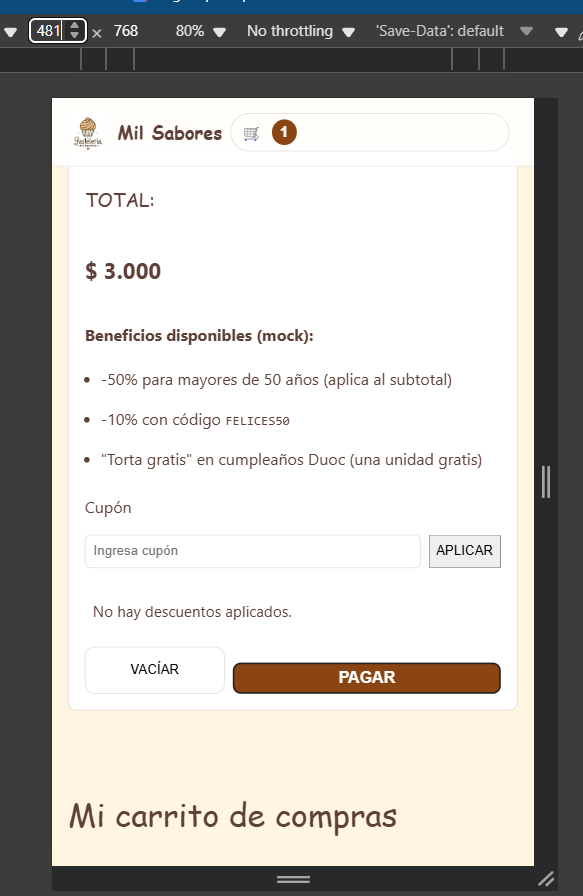 481 × 768 80% No throttling 'Save-Data': default
Mil Sabores 1
TOTAL:
$ 3.000
Beneficios disponibles (mock):
-50% para mayores de 50 años (aplica al subtotal)
-10% con código FELICES50
"Torta gratis" en cumpleaños Duoc (una unidad gratis)
Cupón
Ingresa cupón APLICAR
No hay descuentos aplicados.
VACÍAR PAGAR
Mi carrito de compras